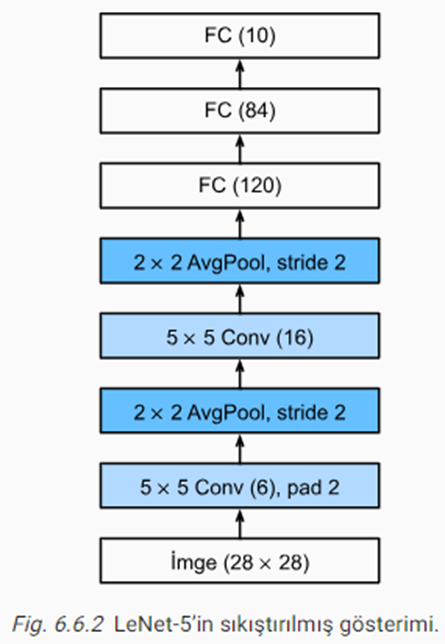 FC (10)
FC (84)
FC (120)
2 × 2 AvgPool, stride 2
5 × 5 Conv (16)
2 × 2 AvgPool, stride 2
5 × 5 Conv (6), pad 2
İmge (28 × 28)
Fig. 6.6.2 LeNet-5'in sıkıştırılmış gösterimi.